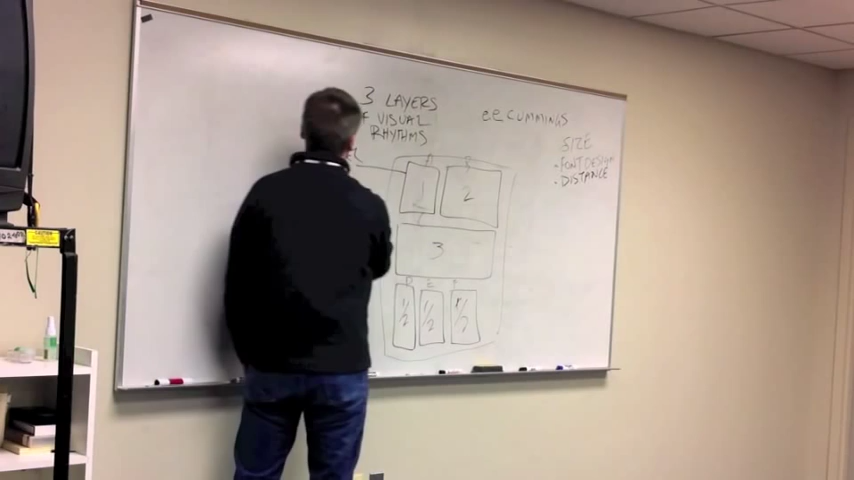 3 LAYERS
F VISUAL
RHYTHMS
ee CUMMINGS
SIZE
- FONT DESIGN
- DISTANCE
1
2
3
D E F
1/2 1/2 1/2